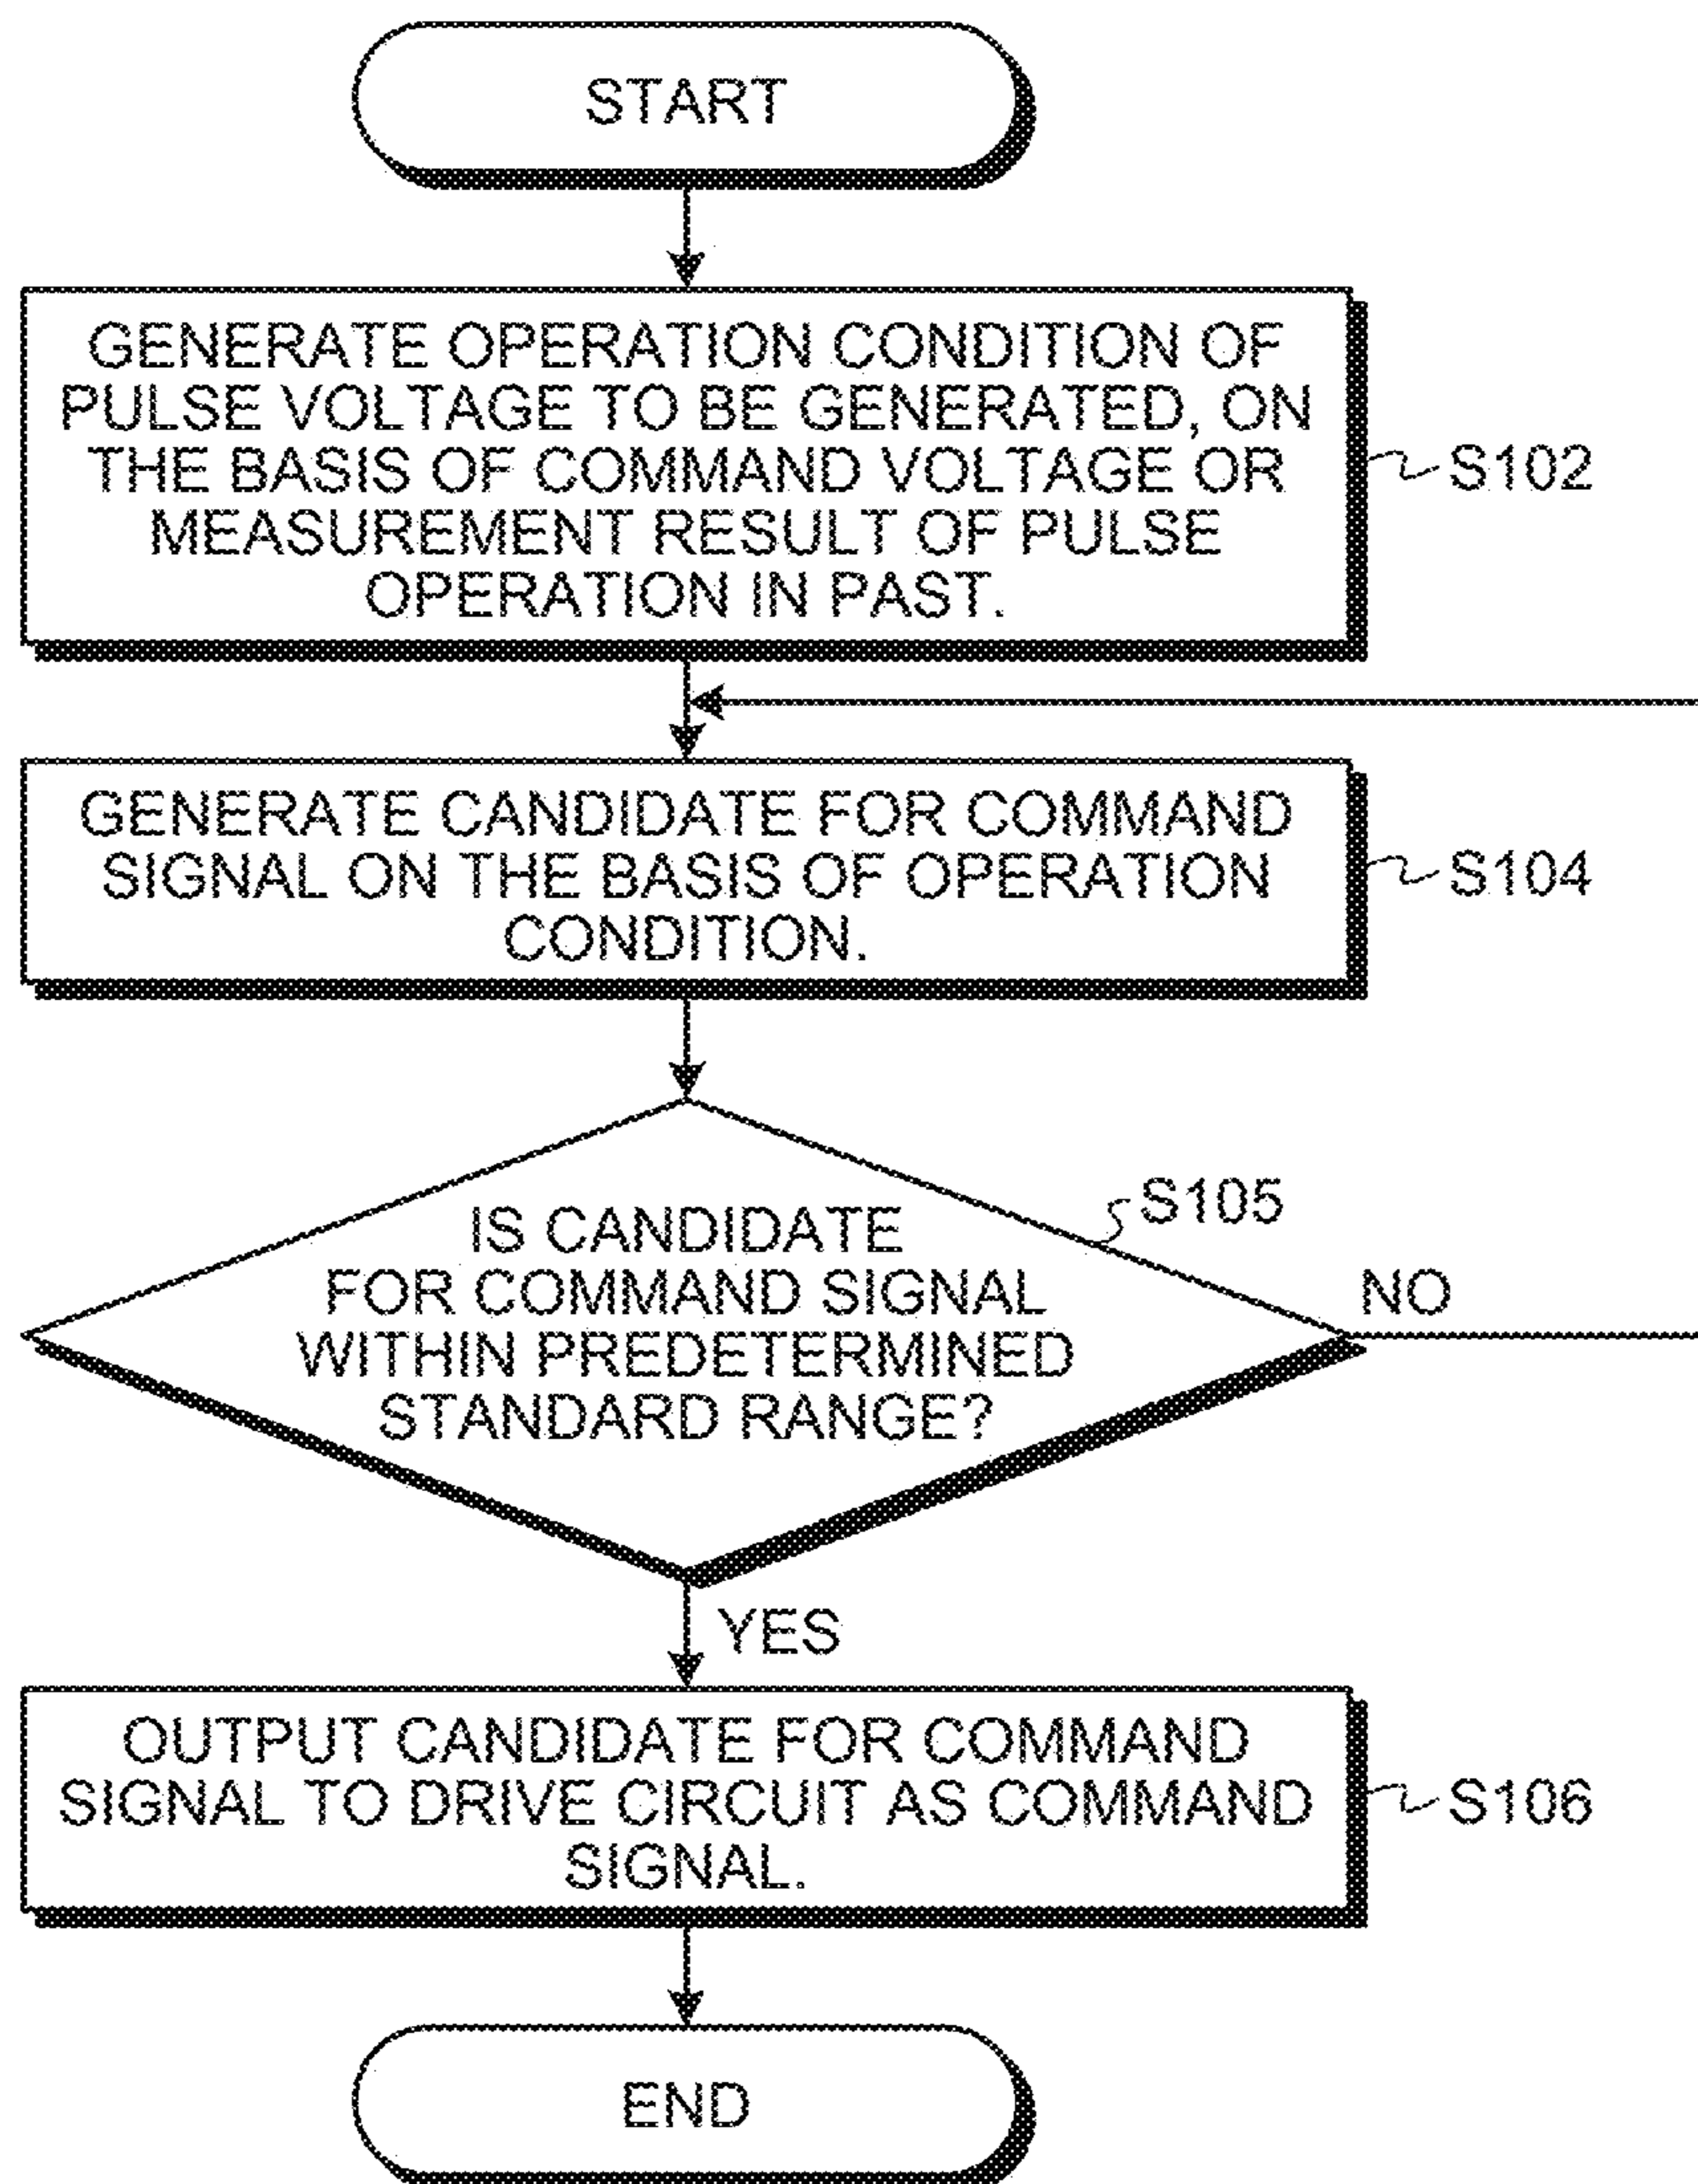 START
GENERATE OPERATION CONDITION OF
PULSE VOLTAGE TO BE GENERATED, ON
THE BASIS OF COMMAND VOLTAGE OR
MEASUREMENT RESULT OF PULSE
OPERATION IN PAST.
S102
GENERATE CANDIDATE FOR COMMAND
SIGNAL ON THE BASIS OF OPERATION
CONDITION.
S104
IS CANDIDATE
FOR COMMAND SIGNAL
WITHIN PREDETERMINED
STANDARD RANGE?
S105
NO
YES
OUTPUT CANDIDATE FOR COMMAND
SIGNAL TO DRIVE CIRCUIT AS COMMAND
SIGNAL.
S106
END